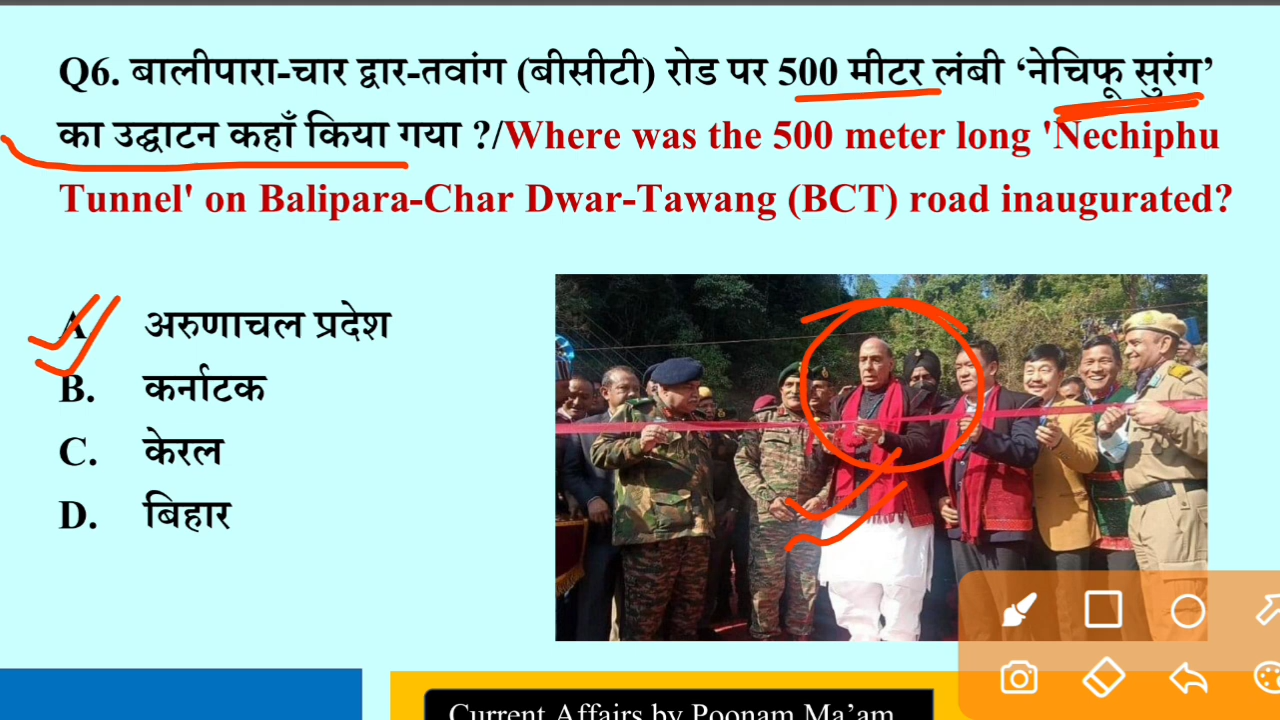 Q6. बालीपारा-चार द्वार-तवांग (बीसीटी) रोड पर 500 मीटर लंबी ‘नेचिफू सुरंग’
का उद्घाटन कहाँ किया गया ?/Where was the 500 meter long 'Nechiphu
Tunnel' on Balipara-Char Dwar-Tawang (BCT) road inaugurated?
A. अरुणाचल प्रदेश
B. कर्नाटक
C. केरल
D. बिहार
Current Affairs by Poonam Ma’am